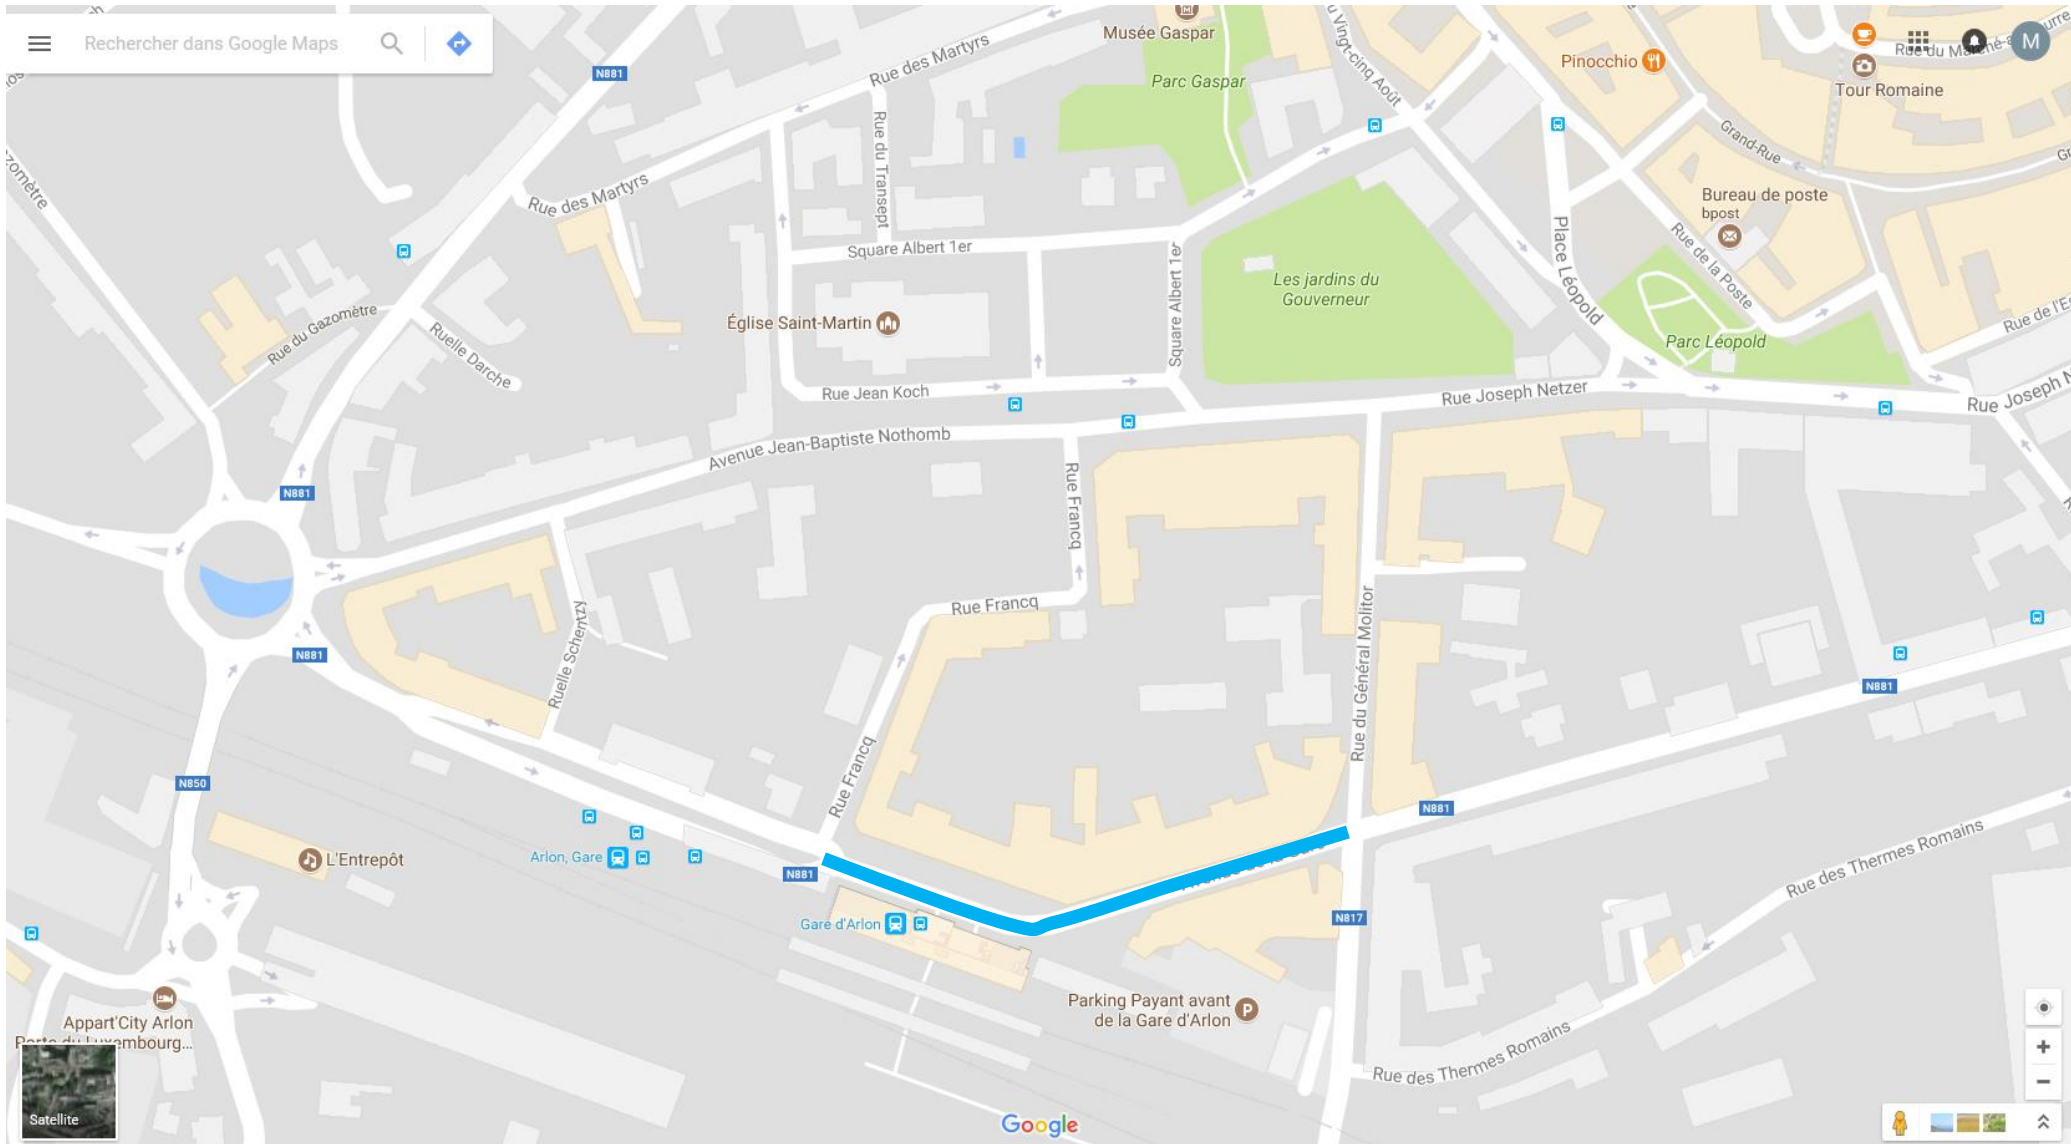 Rechercher dans Google Maps
N881
Rue des Martyrs
Musée Gaspar
Parc Gaspar
Pinocchio
M
Tour Romaine
Rue du Transept
Grand-Rue
Rue des Martyrs
Bureau de poste
bpost
Square Albert 1er
Place Léopold
Rue de la Poste
Square Albert 1er
Les jardins du
Gouverneur
Église Saint-Martin
Rue du Gazomètre
Ruelle Darche
Parc Léopold
Rue Jean Koch
Rue Joseph Netzer
Avenue Jean-Baptiste Nothomb
Rue Francq
N881
Rue Francq
Rue du Général Molitor
Ruelle Schertzy
N881
N881
Rue Francq
N850
N881
L'Entrepôt
Arlon, Gare
N881
Rue des Thermes Romains
Gare d'Arlon
N817
Parking Payant avant
de la Gare d'Arlon
P
Appart'City Arlon
Porte du Luxembourg...
Rue des Thermes Romains
Satellite
Google